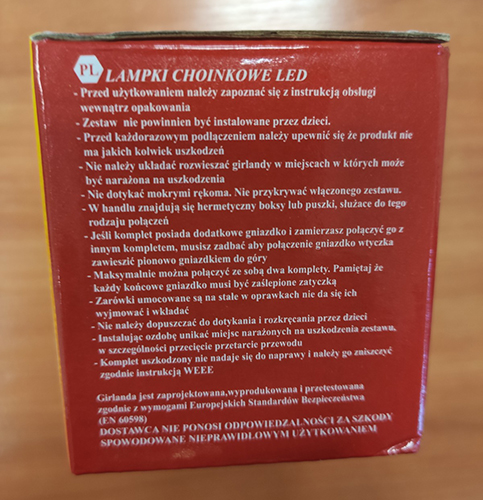 PL LAMPKI CHOINKOWE LED
- Przed użytkowaniem należy zapoznać się z instrukcją obsługi
wewnątrz opakowania
- Zestaw nie powinnien być instalowane przez dzieci.
- Przed każdorazowym podłączeniem należy upewnić się że produkt nie
ma jakich kolwiek uszkodzeń
- Nie należy układać rozwieszać girlandy w miejscach w których może
być narażona na uszkodzenia
- Nie dotykać mokrymi rękoma. Nie przykrywać włączonego zestawu.
- W handlu znajdują się hermetyczny boksy lub puszki, służace do tego
rodzaju połączeń
- Jeśli komplet posiada dodatkowe gniazdko i zamierzasz połączyć go z
innym kompletem, musisz zadbać aby połączenie gniazdko wtyczka
zawieszić pionowo gniazdkiem do góry
- Maksymalnie można połączyć ze sobą dwa komplety. Pamiętaj że
każdy końcowe gniazdko musi być zaślepione zatyczką
- Żarówki umocowane są na stałe w oprawkach nie da się ich
wyjmować i wkładać
- Nie należy dopuszczać do dotykania i rozkręcania przez dzieci
- Instalując ozdobę unikać miejsc narażonych na uszkodzenia zestawu,
w szczególności przecięcie przetarcie przewodu
- Komplet uszkodzony nie nadaje się do naprawy i należy go zniszczyć
zgodnie instrukcją WEEE
Girlanda jest zaprojektowana,wyprodukowana i przetestowana
zgodnie z wymogami Europejskich Standardów Bezpieczeństwa
(EN 60598)
DOSTAWCA NIE PONOSI ODPOWIEDZALNOŚCI ZA SZKODY
SPOWODOWANE NIEPRAWIDŁOWYM UŻYTKOWANIEM